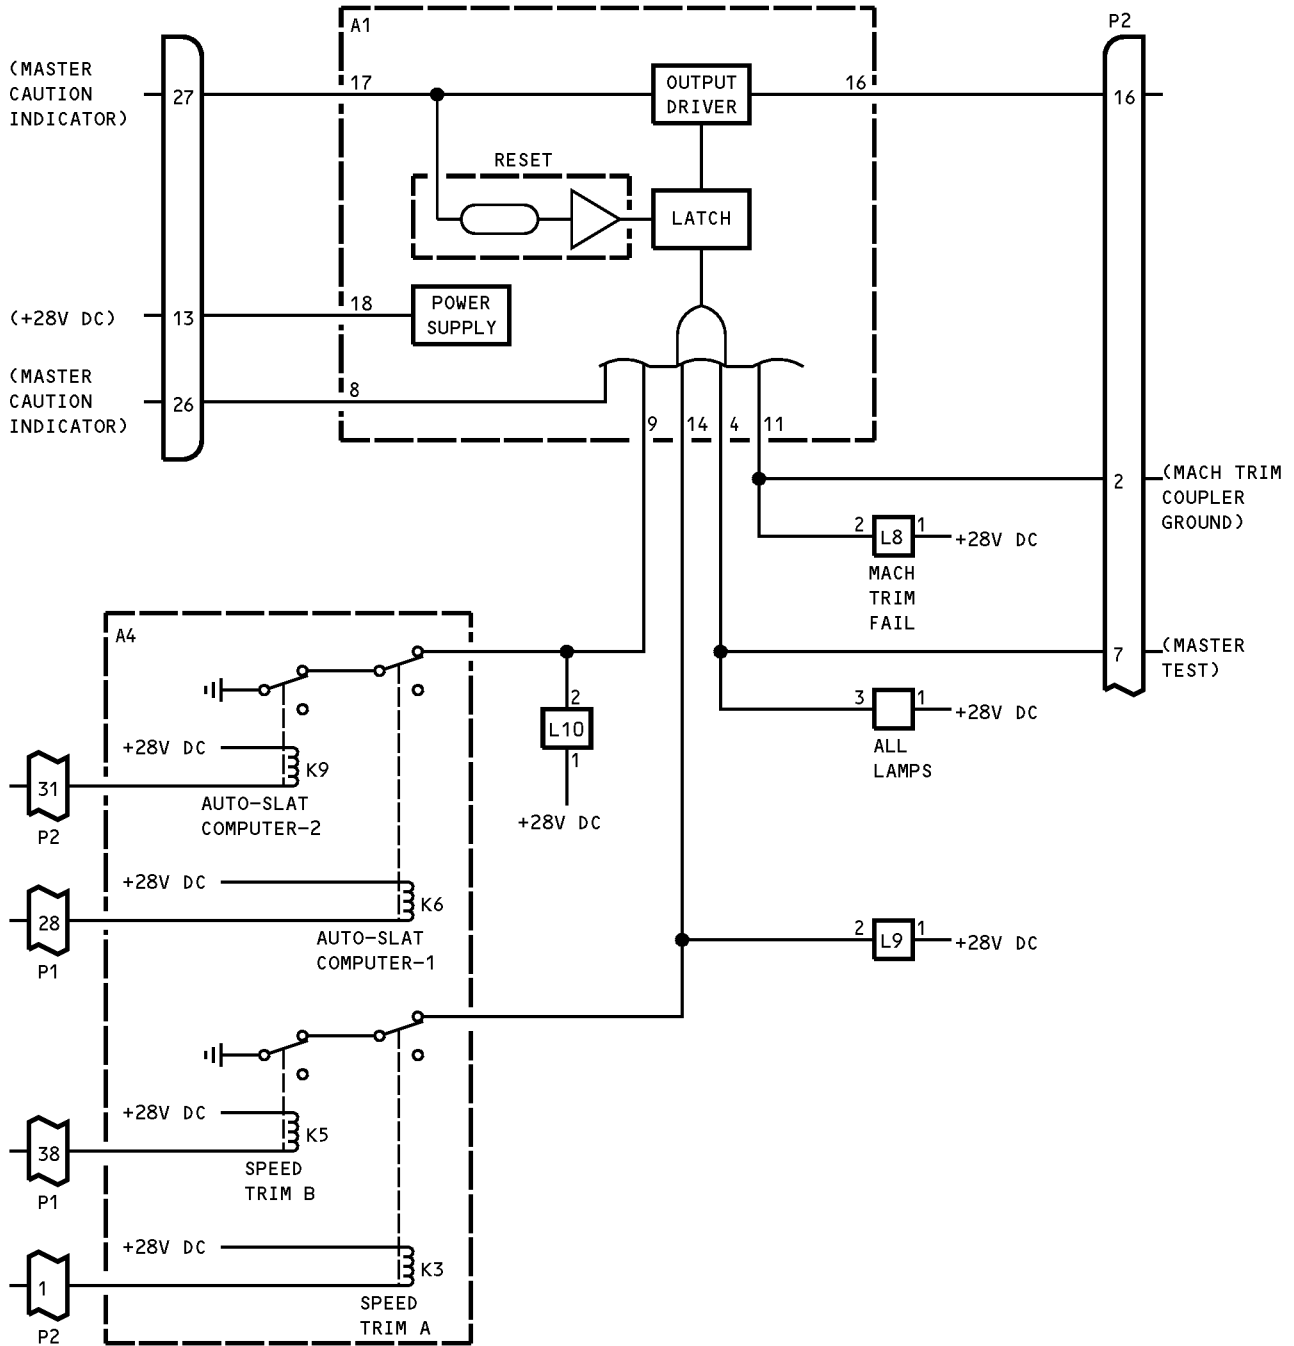 A1
P2
(MASTER
CAUTION
INDICATOR)
27
17
OUTPUT
DRIVER
16
16
RESET
LATCH
(+28V DC)
13
18
POWER
SUPPLY
(MASTER
CAUTION
INDICATOR)
26
8
9
14
4
11
2
(MACH TRIM
COUPLER
GROUND)
2
L8
1
+28V DC
MACH
TRIM
FAIL
A4
7
(MASTER
TEST)
3
1
+28V DC
ALL
LAMPS
2
L10
1
+28V DC
+28V DC
K9
31
P2
AUTO-SLAT
COMPUTER-2
+28V DC
K6
28
P1
AUTO-SLAT
COMPUTER-1
2
L9
1
+28V DC
+28V DC
K5
38
P1
SPEED
TRIM B
+28V DC
K3
1
P2
SPEED
TRIM A